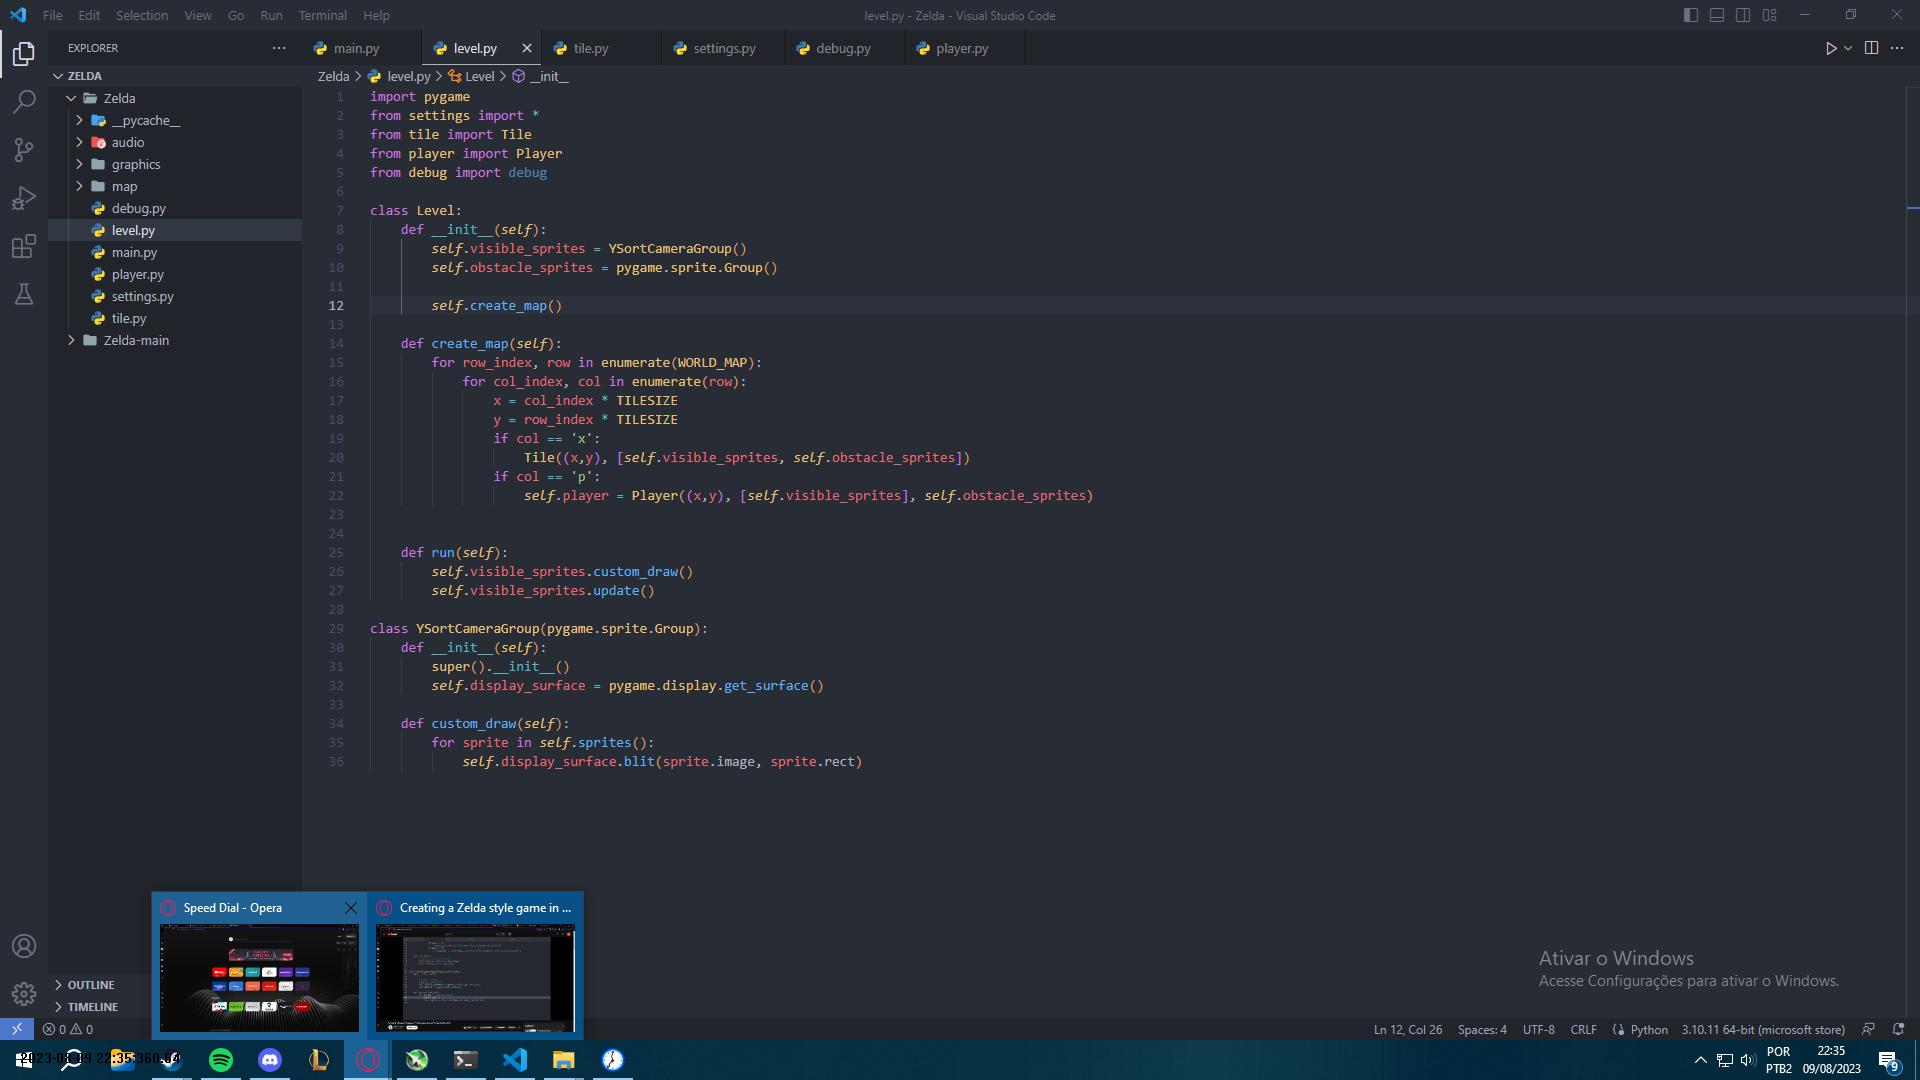 File Edit Selection View Go Run Terminal Help
level.py - Zelda - Visual Studio Code
EXPLORER
main.py
level.py
tile.py
settings.py
debug.py
player.py
ZELDA
Zelda > level.py > Level > __init__
Zelda
__pycache__
audio
graphics
map
debug.py
level.py
main.py
player.py
settings.py
tile.py
Zelda-main
1 import pygame
2 from settings import *
3 from tile import Tile
4 from player import Player
5 from debug import debug
6
7 class Level:
8 def __init__(self):
9 self.visible_sprites = YSortCameraGroup()
10 self.obstacle_sprites = pygame.sprite.Group()
11
12 self.create_map()
13
14 def create_map(self):
15 for row_index, row in enumerate(WORLD_MAP):
16 for col_index, col in enumerate(row):
17 x = col_index * TILESIZE
18 y = row_index * TILESIZE
19 if col == 'x':
20 Tile((x,y), [self.visible_sprites, self.obstacle_sprites])
21 if col == 'p':
22 self.player = Player((x,y), [self.visible_sprites], self.obstacle_sprites)
23
24
25 def run(self):
26 self.visible_sprites.custom_draw()
27 self.visible_sprites.update()
28
29 class YSortCameraGroup(pygame.sprite.Group):
30 def __init__(self):
31 super().__init__()
32 self.display_surface = pygame.display.get_surface()
33
34 def custom_draw(self):
35 for sprite in self.sprites():
36 self.display_surface.blit(sprite.image, sprite.rect)
Speed Dial - Opera
Creating a Zelda style game in ...
Ativar o Windows
Acesse Configurações para ativar o Windows.
OUTLINE
TIMELINE
0 0
Ln 12, Col 26 Spaces: 4 UTF-8 CRLF Python 3.10.11 64-bit (microsoft store)
2023-08-09 22:35:360.64
POR
PTB2
22:35
09/08/2023
9